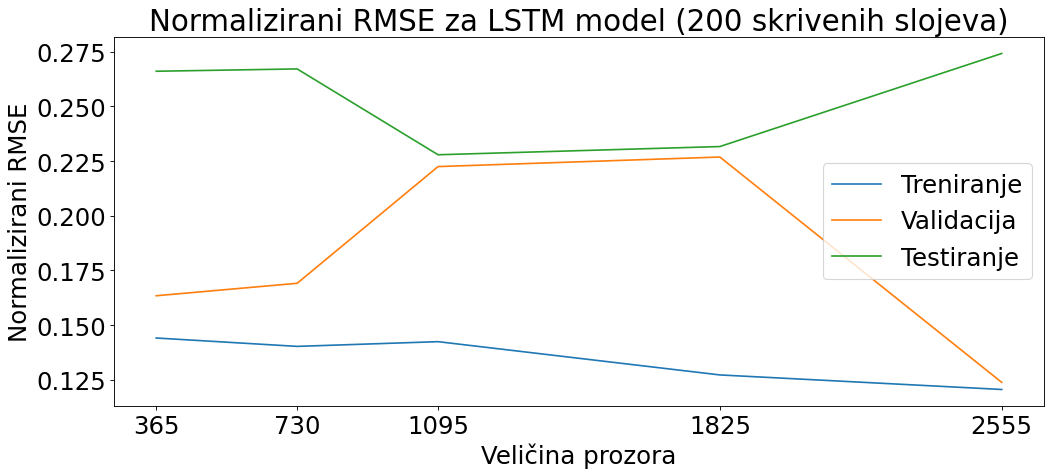 Normalizirani RMSE za LSTM model (200 skrivenih slojeva)
Normalizirani RMSE
0.275
0.250
0.225
0.200
0.175
0.150
0.125
Treniranje
Validacija
Testiranje
365 730 1095 1825 2555
Veličina prozora